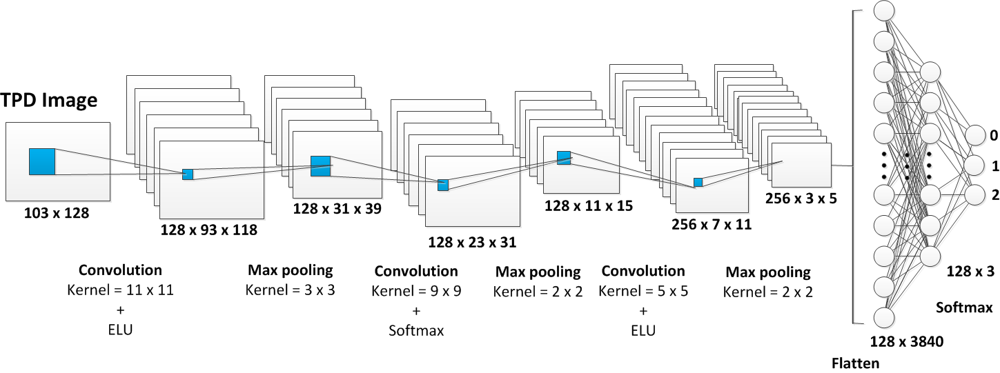 TPD Image
103 x 128
128 x 93 x 118
128 x 31 x 39
128 x 23 x 31
128 x 11 x 15
256 x 7 x 11
256 x 3 x 5
Convolution
Kernel = 11 x 11
+
ELU
Max pooling
Kernel = 3 x 3
Convolution
Kernel = 9 x 9
+
Softmax
Max pooling
Kernel = 2 x 2
Convolution
Kernel = 5 x 5
+
ELU
Max pooling
Kernel = 2 x 2
0
1
2
128 x 3
Softmax
128 x 3840
Flatten